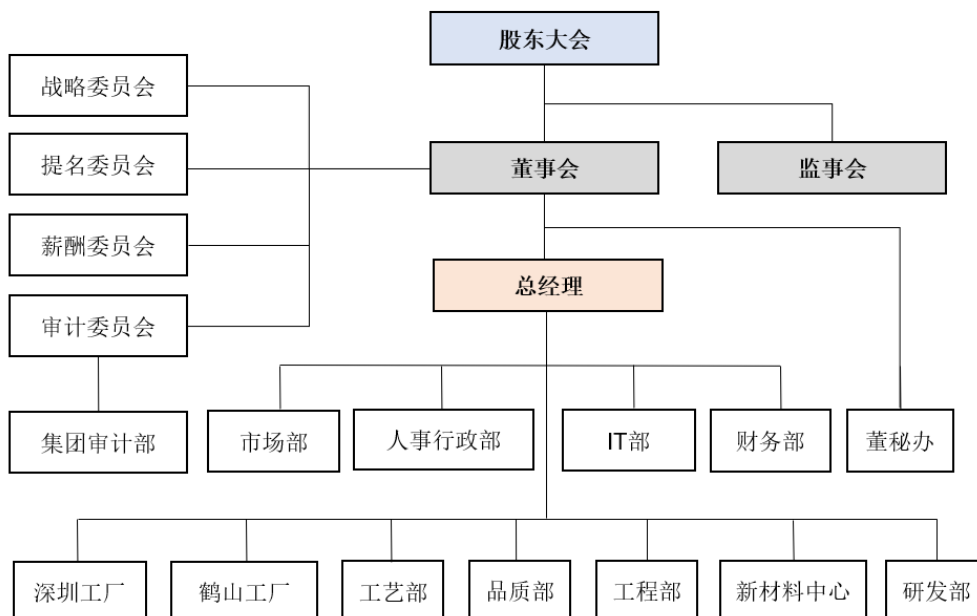 股东大会
战略委员会
提名委员会
董事会
监事会
薪酬委员会
总经理
审计委员会
集团审计部
市场部
人事行政部
IT部
财务部
董秘办
深圳工厂
鹤山工厂
工艺部
品质部
工程部
新材料中心
研发部